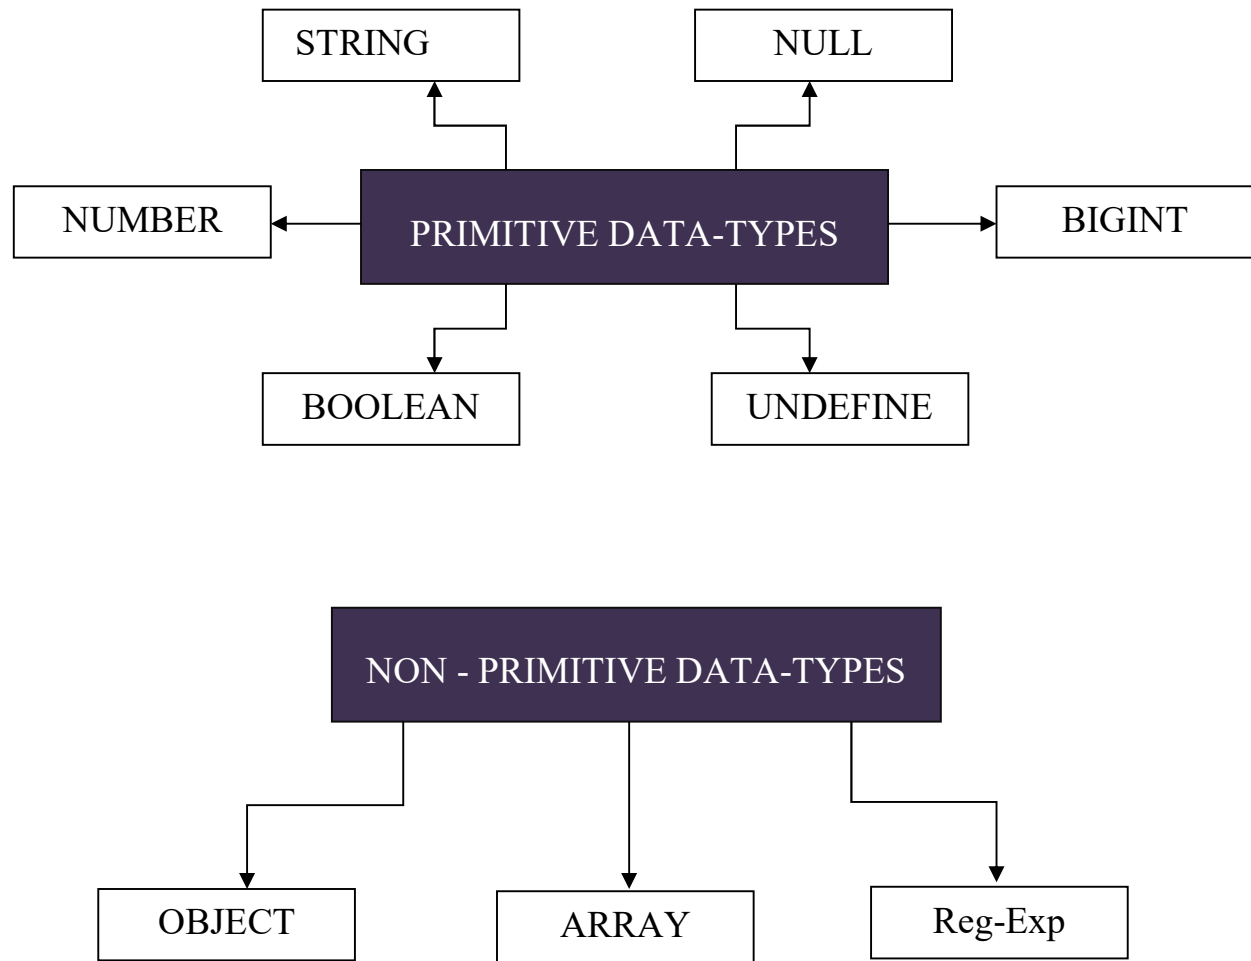 STRING
NULL
NUMBER
PRIMITIVE DATA-TYPES
BIGINT
BOOLEAN
UNDEFINE
NON - PRIMITIVE DATA-TYPES
OBJECT
ARRAY
Reg-Exp